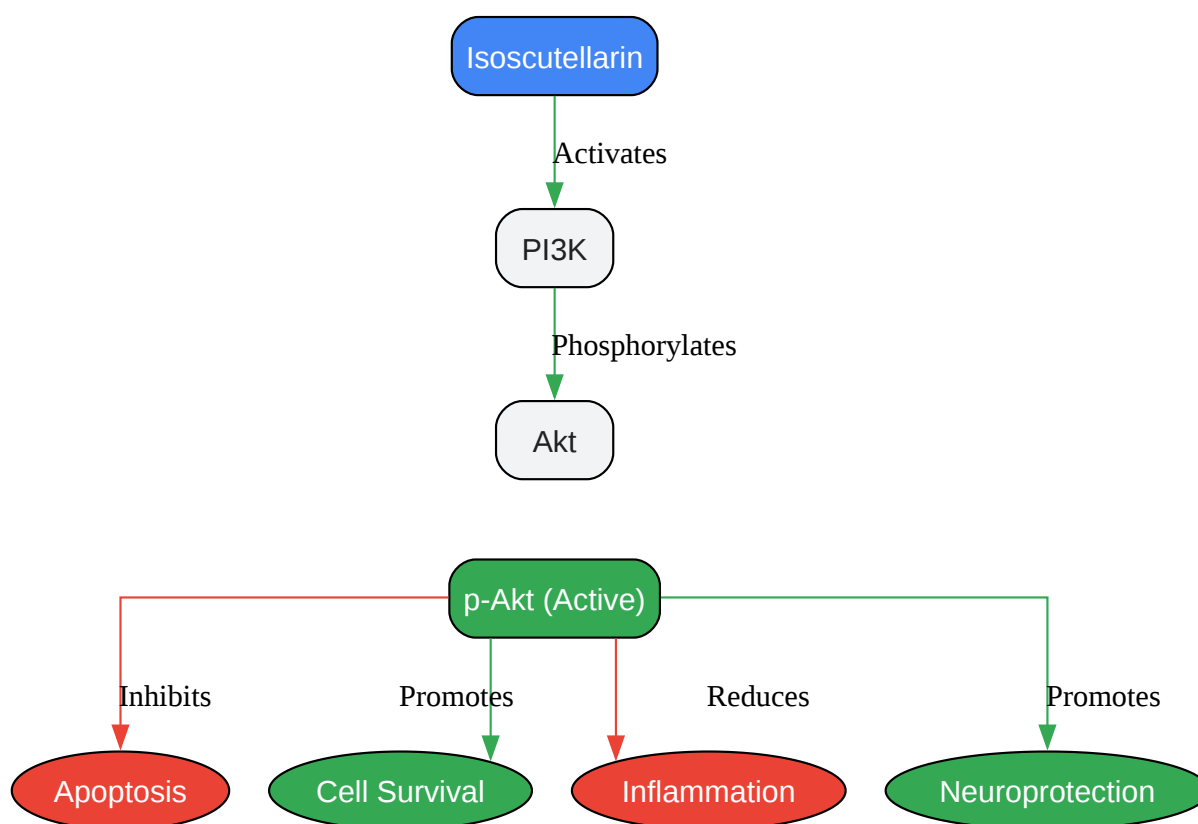 Isoscutellarin
Activates
PI3K
Phosphorylates
Akt
p-Akt (Active)
Inhibits
Promotes
Reduces
Promotes
Apoptosis
Cell Survival
Inflammation
Neuroprotection